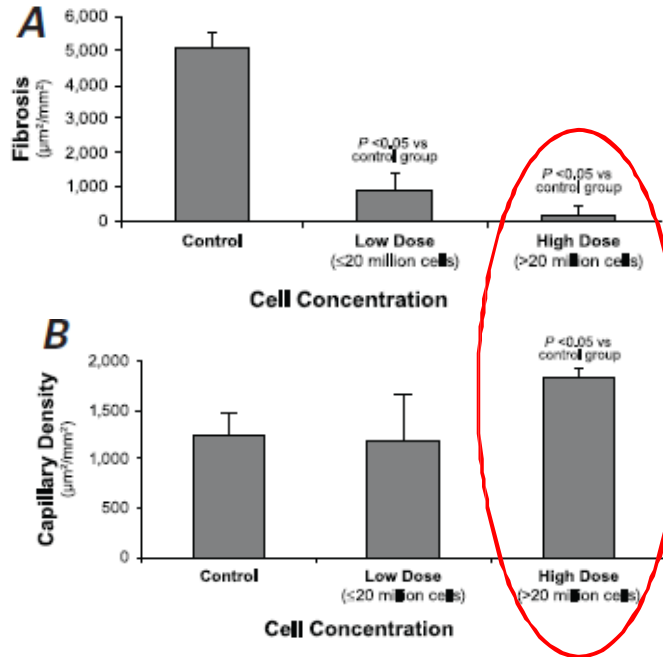 A
Fibrosis
(μm²/mm²)
6,000
5,000
4,000
3,000
2,000
1,000
0
P <0.05 vs
control group
P <0.05 vs
control group
Control
Low Dose
(≤20 million cells)
High Dose
(>20 million cells)
Cell Concentration
B
Capillary Density
(μm²/mm²)
2,000
1,500
1,000
500
0
P <0.05 vs
control group
Control
Low Dose
(≤20 million cells)
High Dose
(>20 million cells)
Cell Concentration